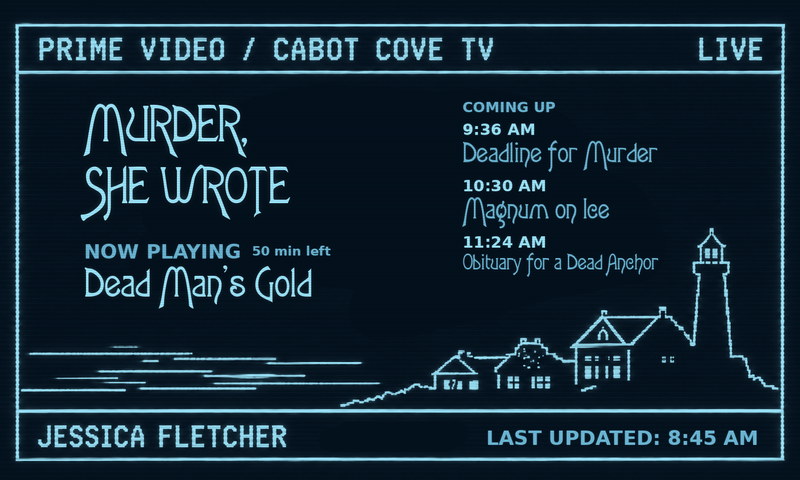 PRIME VIDEO / CABOT COVE TV
LIVE
MURDER,
SHE WROTE
NOW PLAYING 50 min left
Dead Man's Gold
COMING UP
9:36 AM
Deadline for Murder
10:30 AM
Magnum on Ice
11:24 AM
Obituary for a Dead Anchor
JESSICA FLETCHER
LAST UPDATED: 8:45 AM